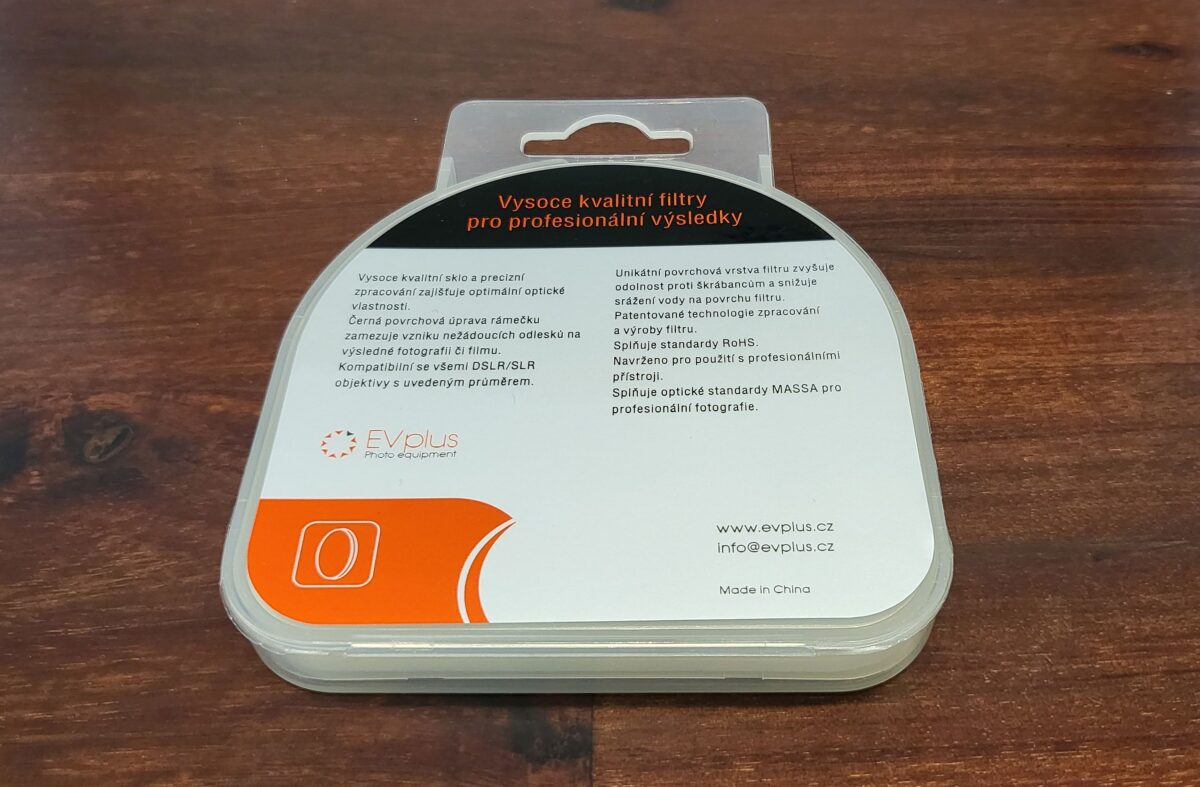 Vysoce kvalitní filtry
pro profesionální výsledky
Vysoce kvalitní sklo a precizní
zpracování zajišťuje optimální optické
vlastnosti.
Černá povrchová úprava rámečku
zamezuje vzniku nežádoucích odlesků na
výsledné fotografii či filmu.
Kompatibilní se všemi DSLR/SLR
objektivy s uvedeným průměrem.
Unikátní povrchová vrstva filtru zvyšuje
odolnost proti škrábancům a snižuje
srážení vody na povrchu filtru.
Patentované technologie zpracování
a výroby filtru.
Splňuje standardy RoHS.
Navrženo pro použití s profesionálními
přístroji.
Splňuje optické standardy MASSA pro
profesionální fotografie.
EVplus
Photo equipment
www.evplus.cz
info@evplus.cz
Made in China